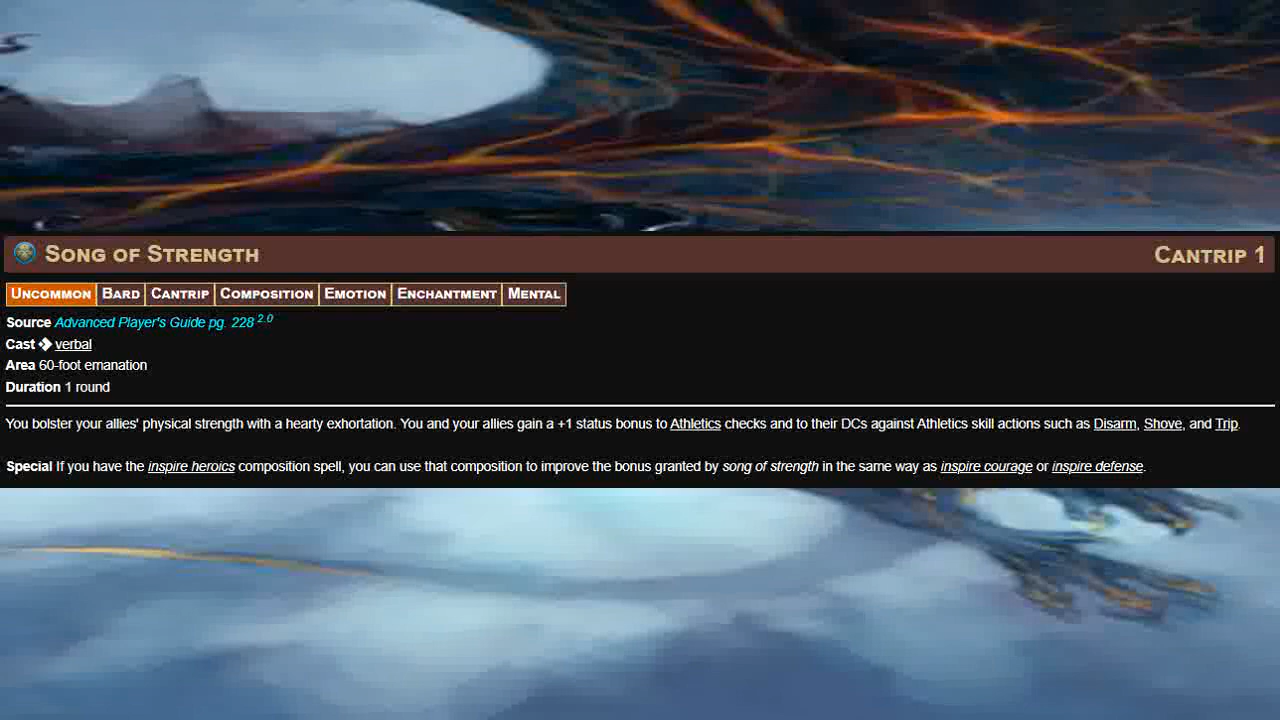 Song of Strength Cantrip 1
Uncommon Bard Cantrip Composition Emotion Enchantment Mental
Source Advanced Player's Guide pg. 228 2.0
Cast verbal
Area 60-foot emanation
Duration 1 round
You bolster your allies' physical strength with a hearty exhortation. You and your allies gain a +1 status bonus to Athletics checks and to their DCs against Athletics skill actions such as Disarm, Shove, and Trip.
Special If you have the inspire heroics composition spell, you can use that composition to improve the bonus granted by song of strength in the same way as inspire courage or inspire defense.